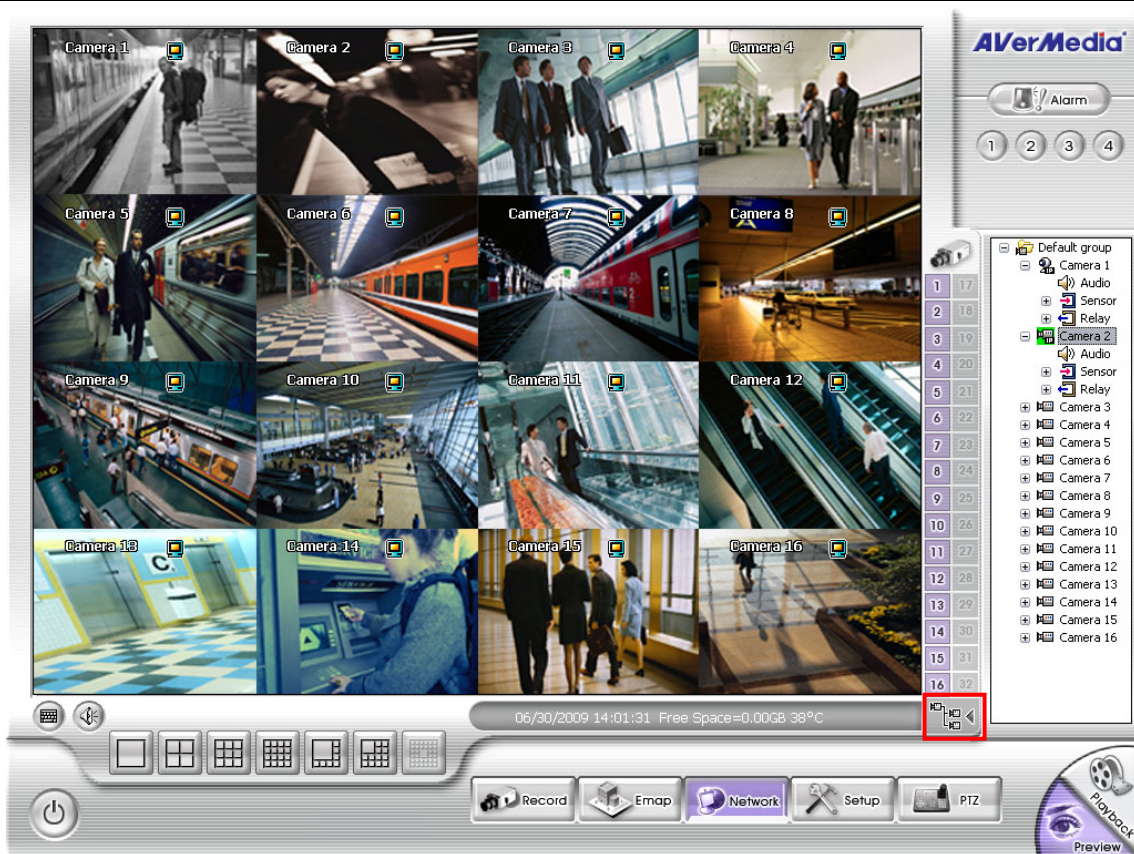 Camera 1
Camera 2
Camera 3
Camera 4
Camera 5
Camera 6
Camera 7
Camera 8
Camera 9
Camera 10
Camera 11
Camera 12
Camera 13
C.
Camera 14
Camera 15
Camera 16
AVerMedia
Alarm
1 2 3 4
1 17
2 18
3 19
4 20
5 21
6 22
7 23
8 24
9 25
10 26
11 27
12 28
13 29
14 30
15 31
16 32
Default group
Camera 1
Audio
Sensor
Relay
Camera 2
Audio
Sensor
Relay
Camera 3
Camera 4
Camera 5
Camera 6
Camera 7
Camera 8
Camera 9
Camera 10
Camera 11
Camera 12
Camera 13
Camera 14
Camera 15
Camera 16
06/30/2009 14:01:31 Free Space=0.00GB 38°C
Record
Emap
Network
Setup
PTZ
Playback
Preview